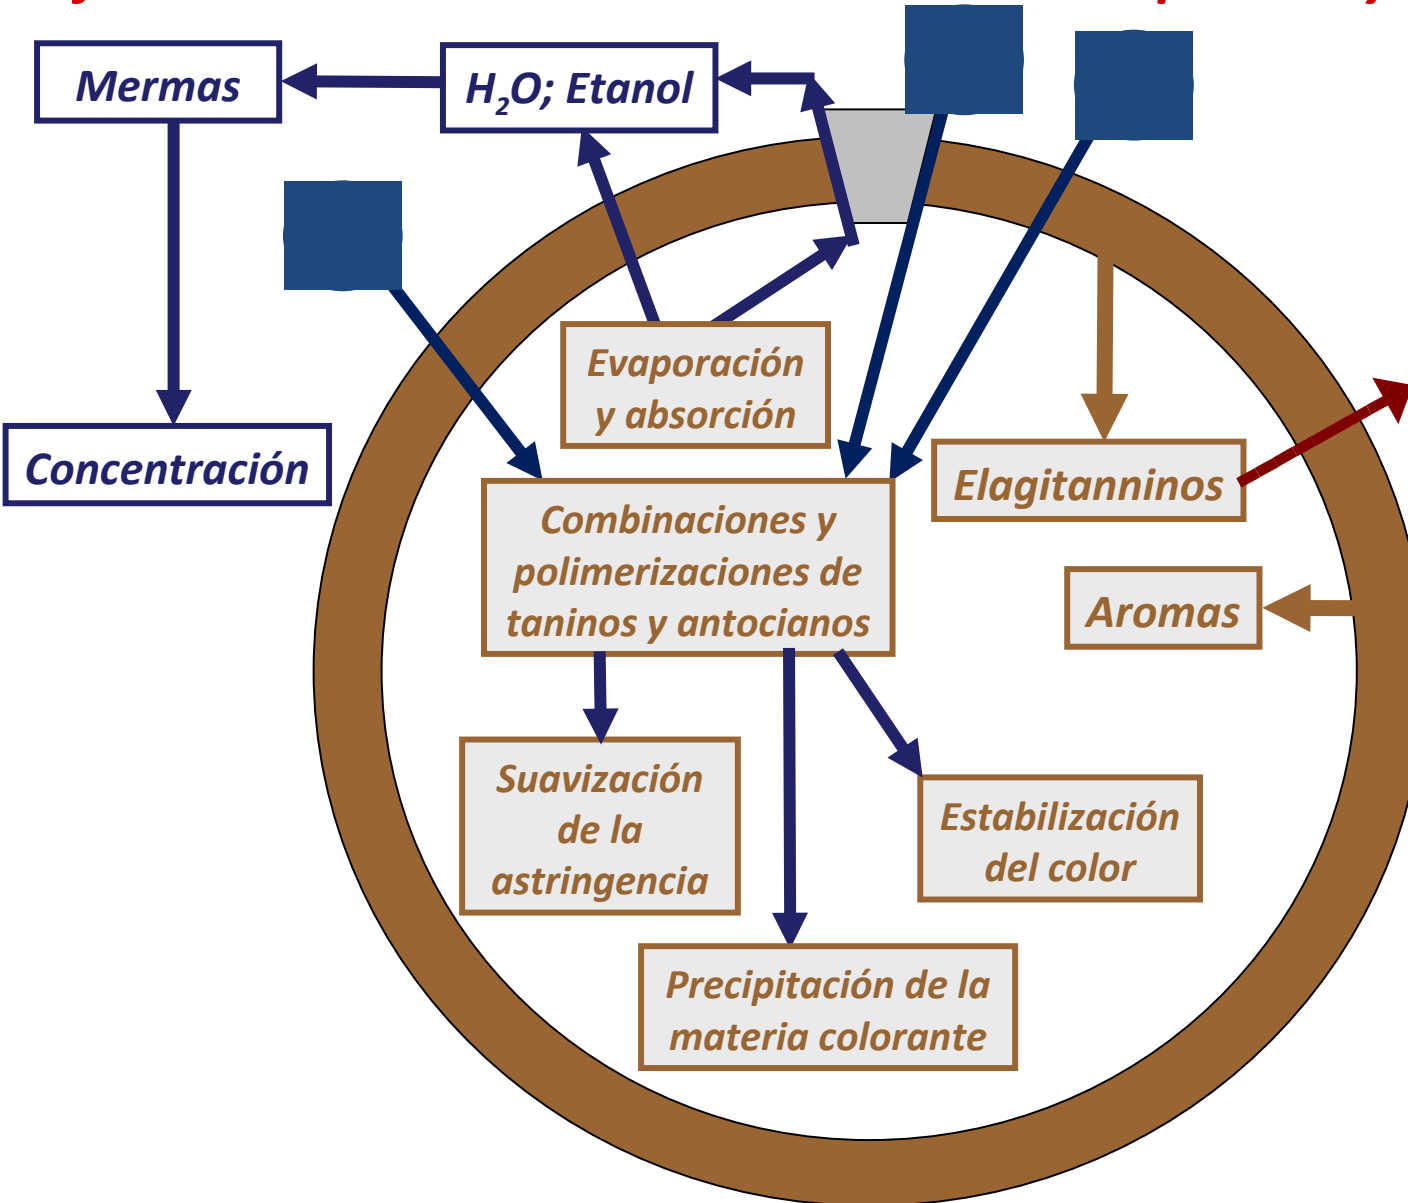 Mermas
H₂O; Etanol
Evaporación
y absorción
Concentración
Elagitanninos
Combinaciones y
polimerizaciones de
taninos y antocianos
Aromas
Suavización
de la
astringencia
Estabilización
del color
Precipitación de la
materia colorante